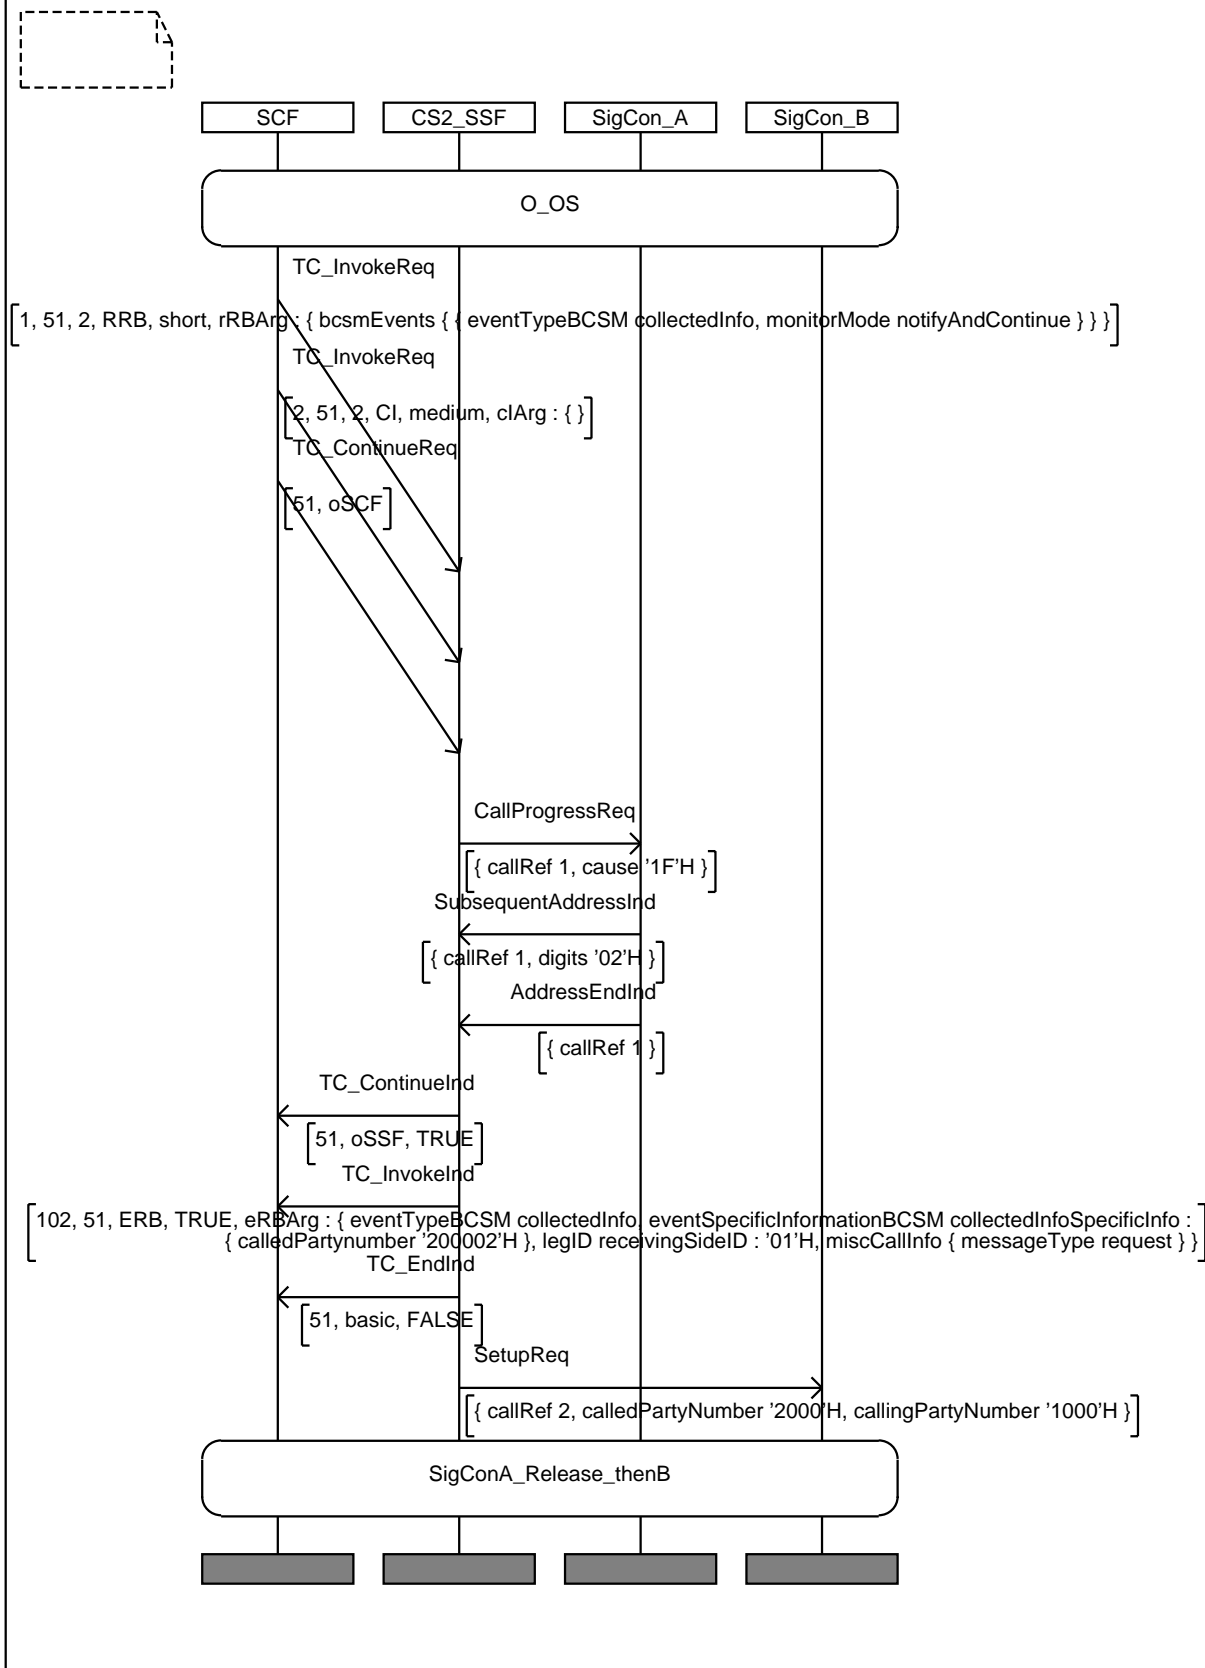 SCF
CS2_SSF
SigCon_A
SigCon_B
O_OS
TC_InvokeReq
1, 51, 2, RRB, short, rRBArg : { bcsmEvents { { eventTypeBCSM collectedInfo, monitorMode notifyAndContinue } } }
TC_InvokeReq
2, 51, 2, CI, medium, cIArg : { }
TC_ContinueReq
51, oSCF
CallProgressReq
{ callRef 1, cause '1F'H }
SubsequentAddressInd
{ callRef 1, digits '02'H }
AddressEndInd
{ callRef 1 }
TC_ContinueInd
51, oSSF, TRUE
TC_InvokeInd
102, 51, ERB, TRUE, eRBArg : { eventTypeBCSM collectedInfo, eventSpecificInformationBCSM collectedInfoSpecificInfo :
{ calledPartynumber '200002'H }, legID receivingSideID : '01'H, miscCallInfo { messageType request } }
TC_EndInd
51, basic, FALSE
SetupReq
{ callRef 2, calledPartyNumber '2000'H, callingPartyNumber '1000'H }
SigConA_Release_thenB